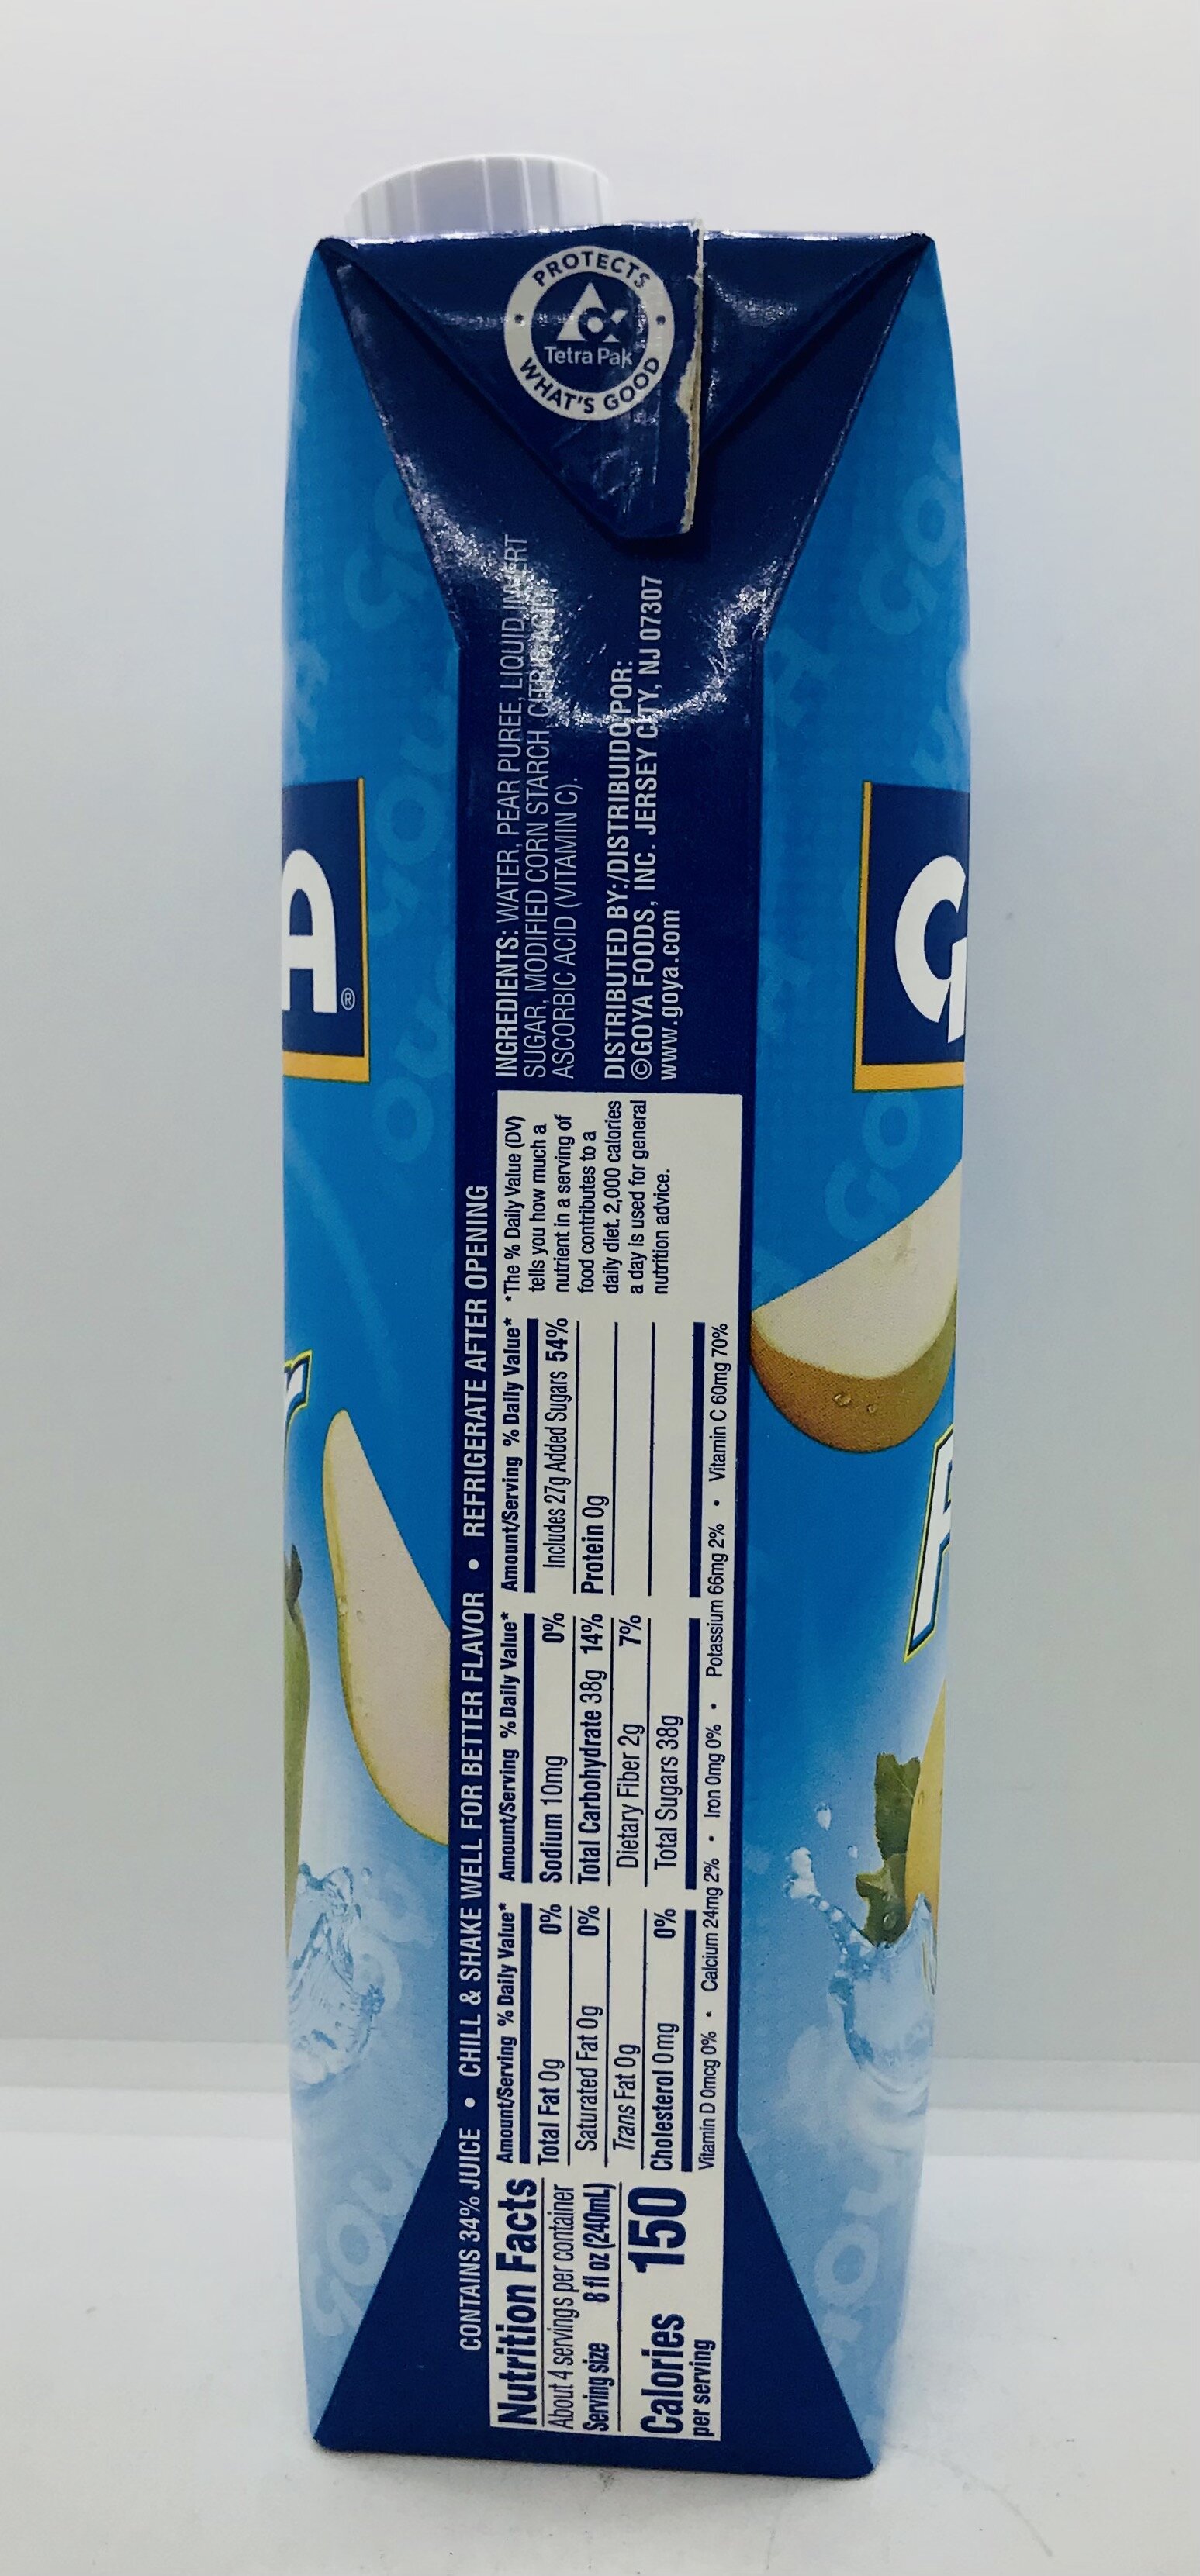 PROTECTS
Tetra Pak
WHAT'S GOOD
A®
G
CONTAINS 34% JUICE • CHILL & SHAKE WELL FOR BETTER FLAVOR • REFRIGERATE AFTER OPENING
Nutrition Facts
About 4 servings per container
Serving size 8 fl oz (240mL)
Calories 150
per serving
Amount/Serving % Daily Value*
Total Fat 0g 0%
Saturated Fat 0g 0%
Trans Fat 0g
Cholesterol 0mg 0%
Amount/Serving % Daily Value*
Sodium 10mg 0%
Total Carbohydrate 38g 14%
Dietary Fiber 2g 7%
Total Sugars 38g
Amount/Serving % Daily Value*
Includes 27g Added Sugars 54%
Protein 0g
Vitamin D 0mcg 0% • Calcium 24mg 2% • Iron 0mg 0% • Potassium 66mg 2% • Vitamin C 60mg 70%
*The % Daily Value (DV)
tells you how much a
nutrient in a serving of
food contributes to a
daily diet. 2,000 calories
a day is used for general
nutrition advice.
INGREDIENTS: WATER, PEAR PUREE, LIQUID INVERT
SUGAR, MODIFIED CORN STARCH, CITRIC ACID,
ASCORBIC ACID (VITAMIN C).
DISTRIBUTED BY:/DISTRIBUIDO POR:
©GOYA FOODS, INC. JERSEY CITY, NJ 07307
www.goya.com
r
P